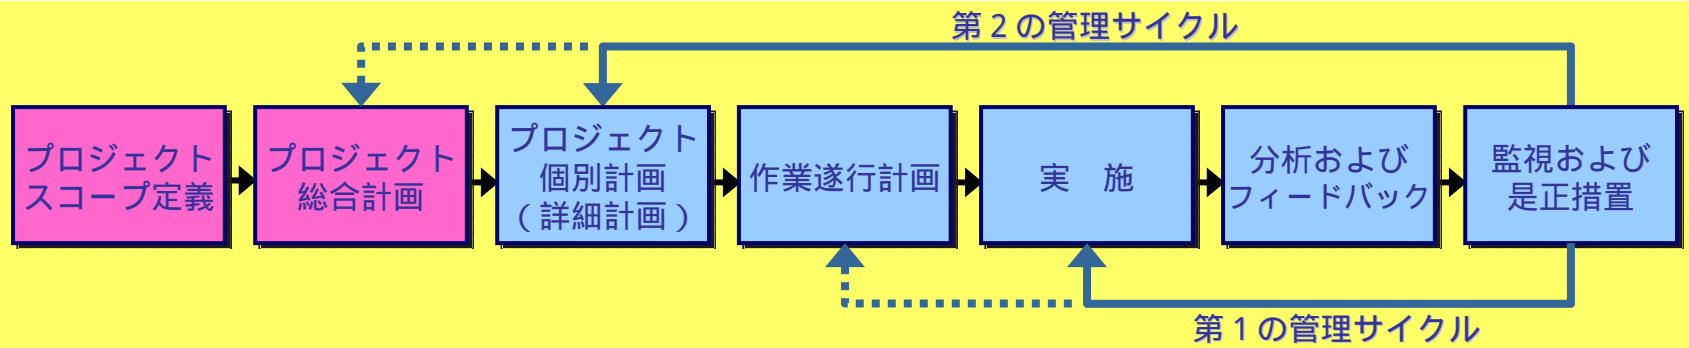 第２の管理サイクル
プロジェクト
スコープ定義
プロジェクト
総合計画
プロジェクト
個別計画
（詳細計画）
作業遂行計画
実　施
分析および
フィードバック
監視および
是正措置
第１の管理サイクル